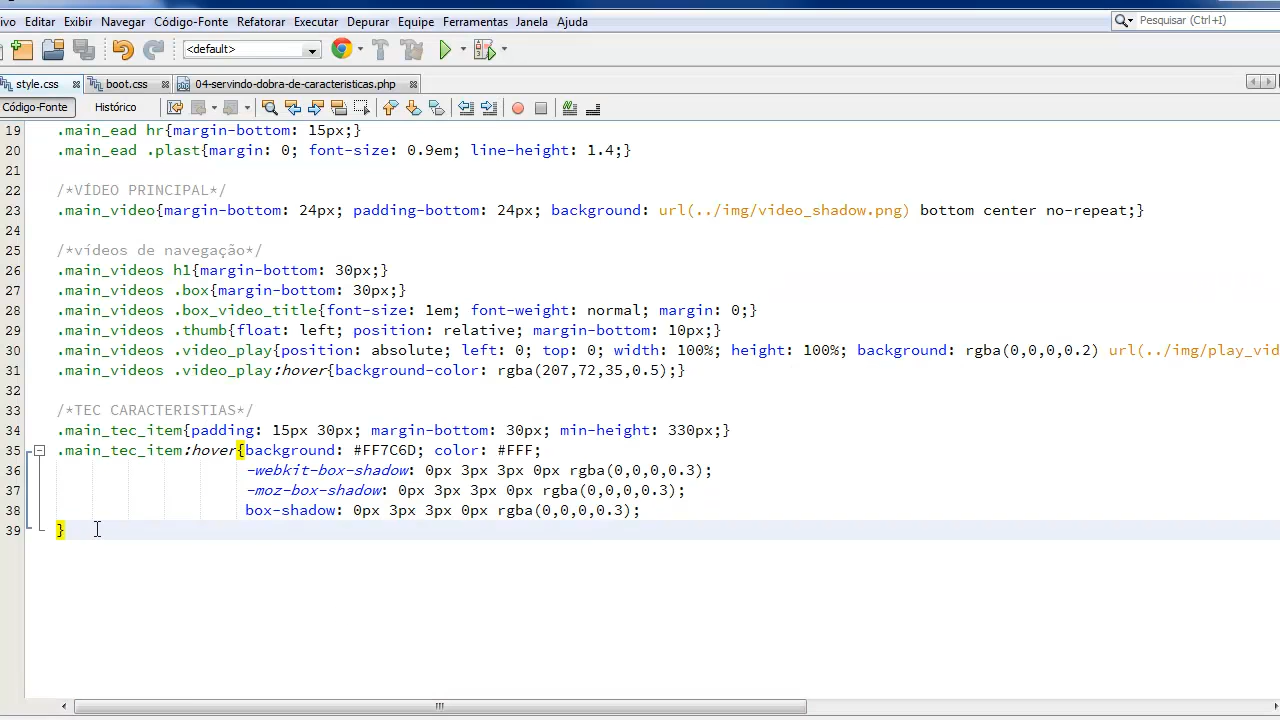 ivo Editar Exibir Navegar Código-Fonte Refatorar Executar Depurar Equipe Ferramentas Janela Ajuda Pesquisar (Ctrl+I)
<default>
style.css boot.css 04-servindo-dobra-de-caracteristicas.php
Código-Fonte Histórico
19 .main_ead hr{margin-bottom: 15px;}
20 .main_ead .plast{margin: 0; font-size: 0.9em; line-height: 1.4;}
21
22 /*VÍDEO PRINCIPAL*/
23 .main_video{margin-bottom: 24px; padding-bottom: 24px; background: url(../img/video_shadow.png) bottom center no-repeat;}
24
25 /*vídeos de navegação*/
26 .main_videos h1{margin-bottom: 30px;}
27 .main_videos .box{margin-bottom: 30px;}
28 .main_videos .box_video_title{font-size: 1em; font-weight: normal; margin: 0;}
29 .main_videos .thumb{float: left; position: relative; margin-bottom: 10px;}
30 .main_videos .video_play{position: absolute; left: 0; top: 0; width: 100%; height: 100%; background: rgba(0,0,0,0.2) url(../img/play_vid
31 .main_videos .video_play:hover{background-color: rgba(207,72,35,0.5);}
32
33 /*TEC CARACTERISTIAS*/
34 .main_tec_item{padding: 15px 30px; margin-bottom: 30px; min-height: 330px;}
35 .main_tec_item:hover{background: #FF7C6D; color: #FFF;
36 -webkit-box-shadow: 0px 3px 3px 0px rgba(0,0,0,0.3);
37 -moz-box-shadow: 0px 3px 3px 0px rgba(0,0,0,0.3);
38 box-shadow: 0px 3px 3px 0px rgba(0,0,0,0.3);
39 }